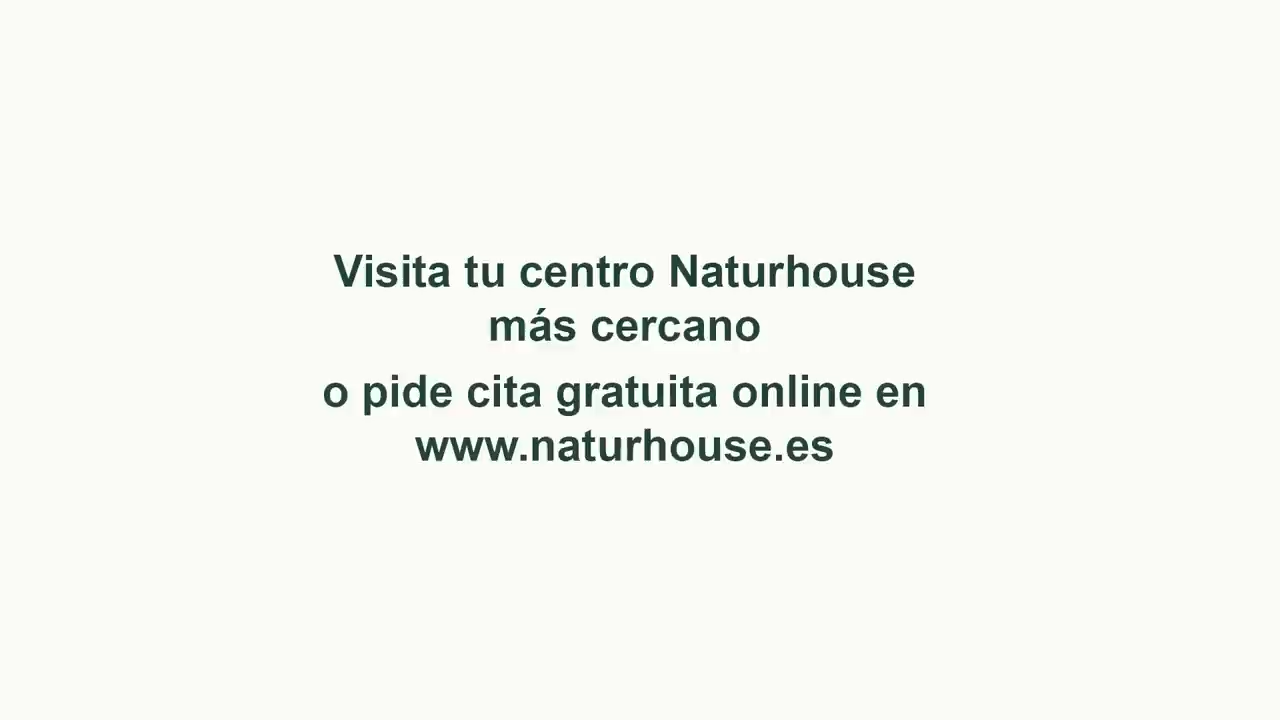 Visita tu centro Naturhouse
más cercano
o pide cita gratuita online en
www.naturhouse.es